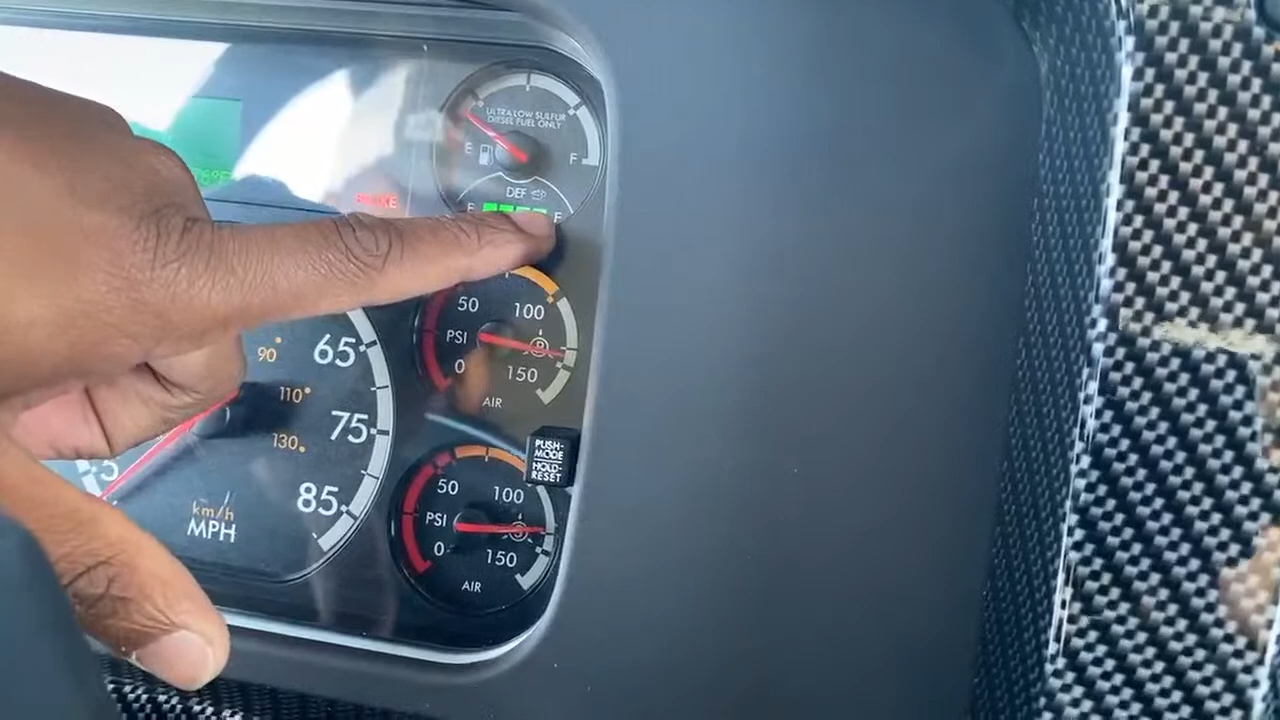 ULTRA LOW SULFUR
DIESEL FUEL ONLY
E
F
DEF
E
F
BRAKE
50
100
PSI
0
150
AIR
90°
65
110°
75
130°
85
km/h
MPH
PUSH-
MODE
HOLD-
RESET
50
100
PSI
0
150
AIR